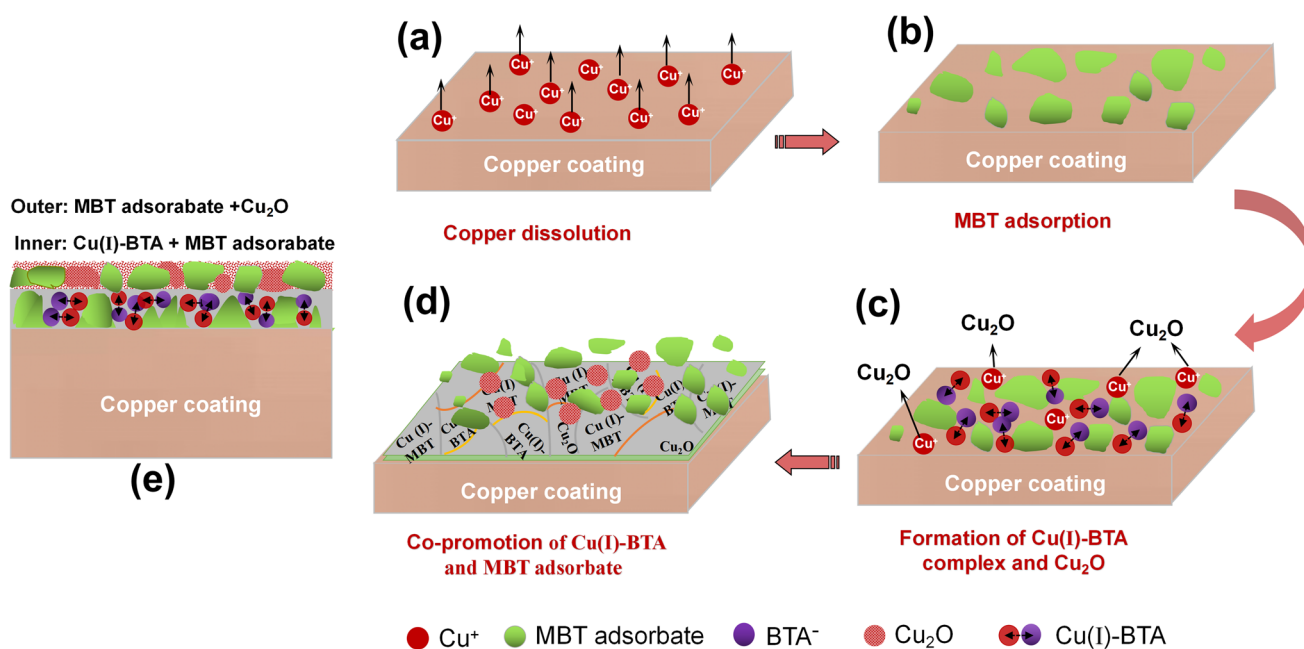 (a)
Cu⁺ Cu⁺ Cu⁺ Cu⁺ Cu⁺ Cu⁺ Cu⁺ Cu⁺ Cu⁺ Cu⁺ Cu⁺ Cu⁺
Copper coating
Copper dissolution
(b)
Copper coating
MBT adsorption
(c)
Cu₂O
Cu₂O
Cu₂O
Cu⁺ Cu⁺ Cu⁺ Cu⁺ Cu⁺
Copper coating
Formation of Cu(I)-BTA
complex and Cu₂O
(d)
Cu (I)-
MBT
Cu(I)-
BTA
Cu₂O
Cu (I)-
MBT
Cu (I)-
MBT
Cu₂O
Copper coating
Co-promotion of Cu(I)-BTA
and MBT adsorbate
Outer: MBT adsorabate +Cu₂O
Inner: Cu(I)-BTA + MBT adsorabate
Copper coating
(e)
Cu⁺ MBT adsorbate BTA⁻ Cu₂O Cu(I)-BTA